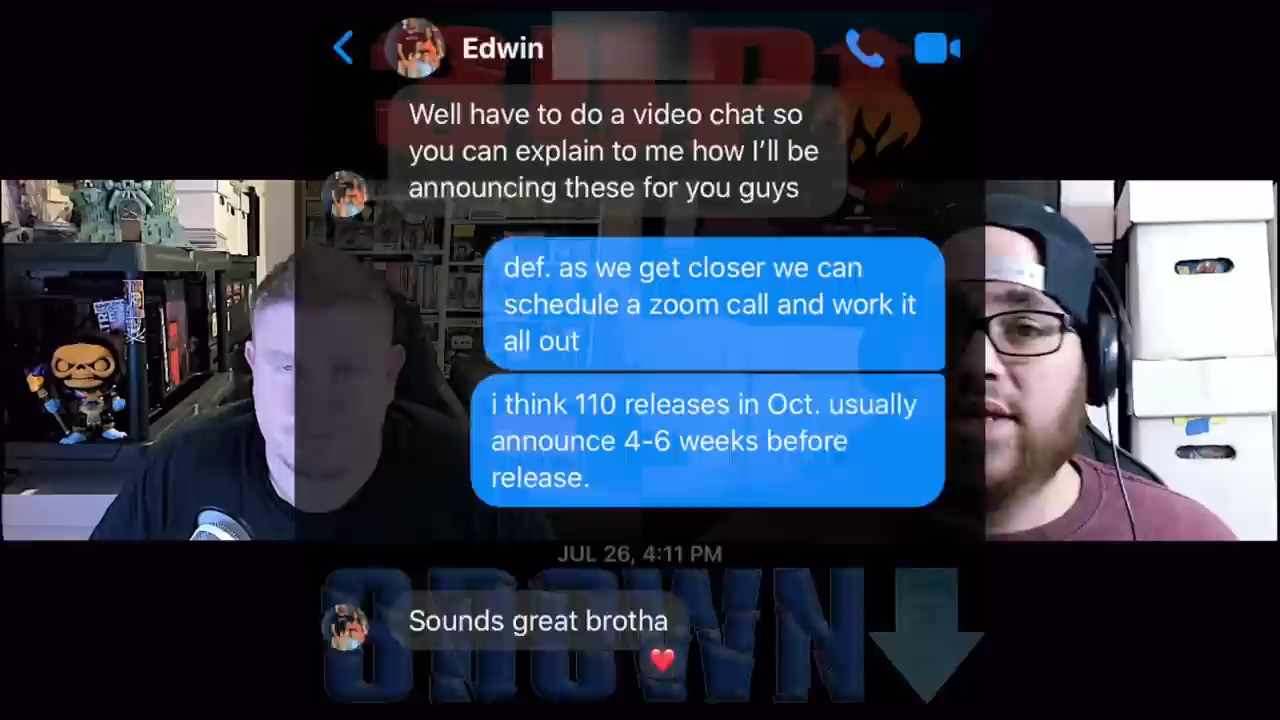 Edwin
Well have to do a video chat so
you can explain to me how I'll be
announcing these for you guys
def. as we get closer we can
schedule a zoom call and work it
all out
i think 110 releases in Oct. usually
announce 4-6 weeks before
release.
JUL 26, 4:11 PM
Sounds great brotha